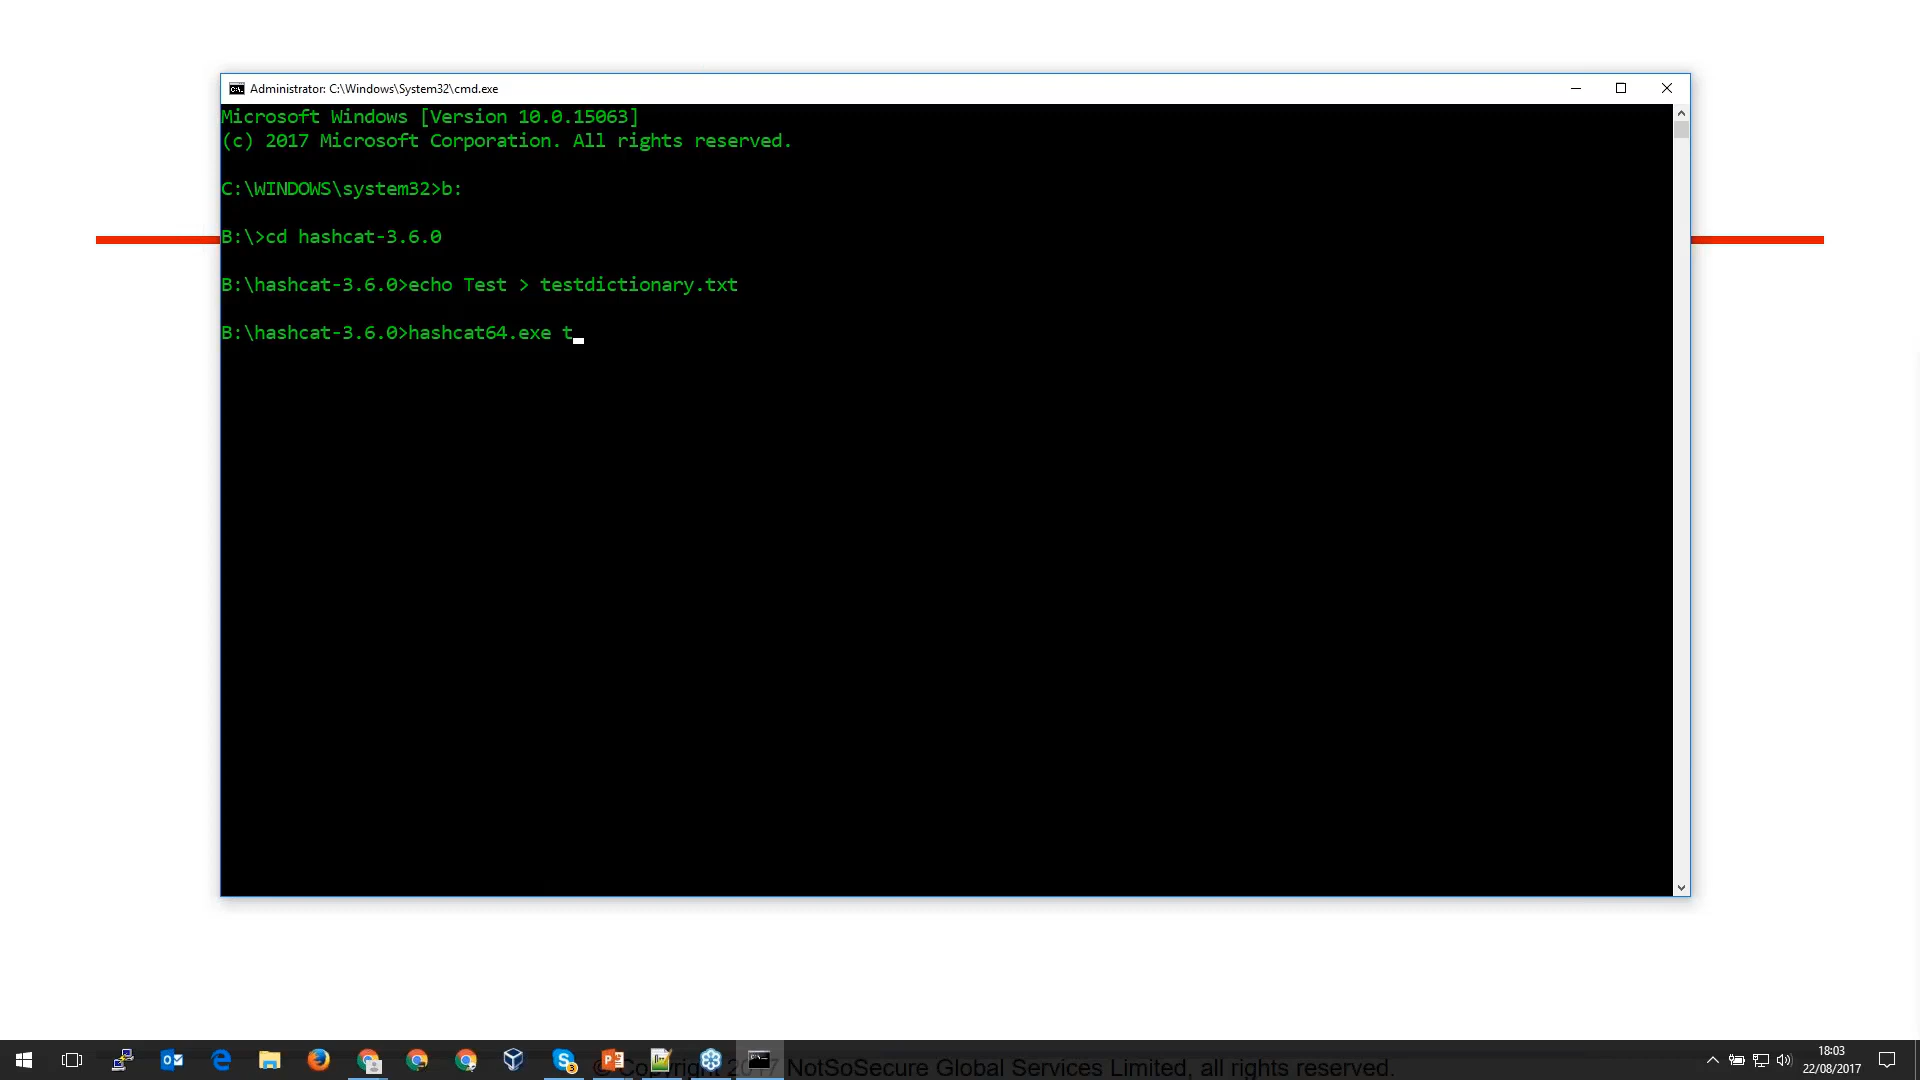 Administrator: C:\Windows\System32\cmd.exe
Microsoft Windows [Version 10.0.15063]
(c) 2017 Microsoft Corporation. All rights reserved.
C:\WINDOWS\system32>b:
B:\>cd hashcat-3.6.0
B:\hashcat-3.6.0>echo Test > testdictionary.txt
B:\hashcat-3.6.0>hashcat64.exe t
18:03
© Copyright 2017 NotSoSecure Global Services Limited, all rights reserved.
22/08/2017